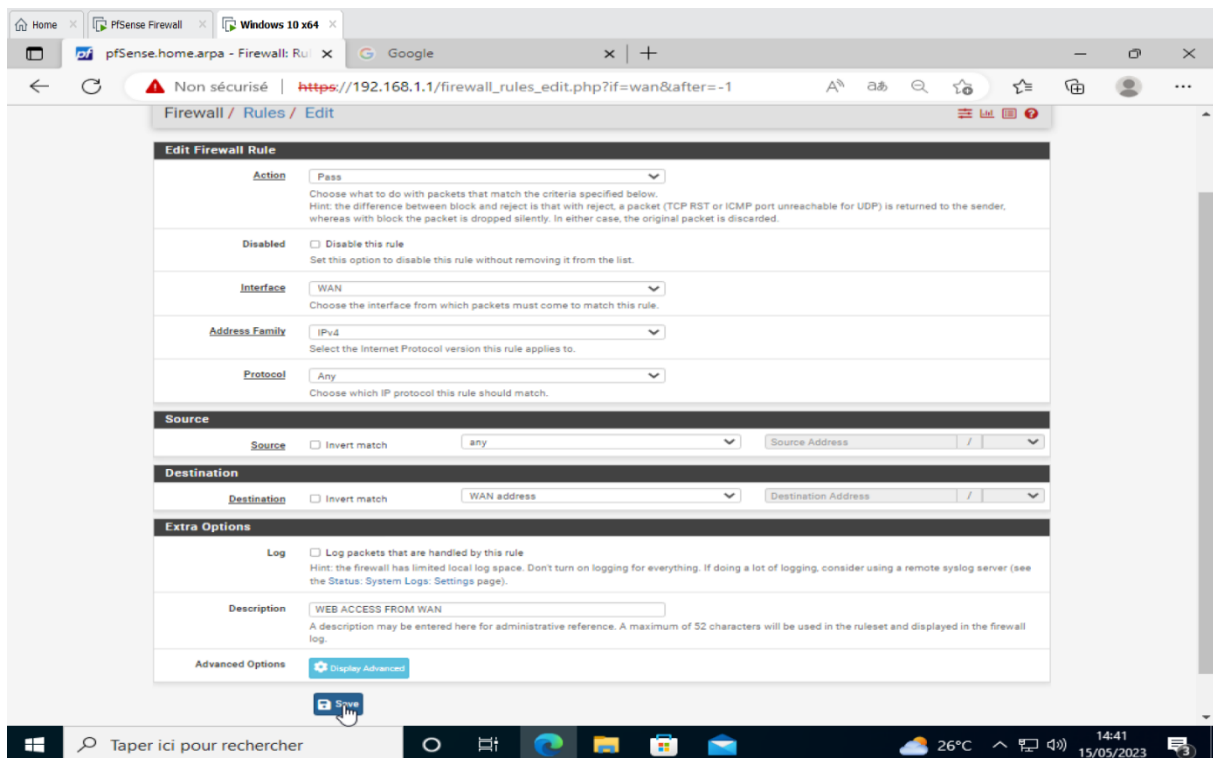 Home PfSense Firewall Windows 10 x64
pf pfSense.home.arpa - Firewall: Ru G Google
Non sécurisé | https://192.168.1.1/firewall_rules_edit.php?if=wan&after=-1
Firewall / Rules / Edit
Edit Firewall Rule
Action Pass
Choose what to do with packets that match the criteria specified below.
Hint: the difference between block and reject is that with reject, a packet (TCP RST or ICMP port unreachable for UDP) is returned to the sender,
whereas with block the packet is dropped silently. In either case, the original packet is discarded.
Disabled Disable this rule
Set this option to disable this rule without removing it from the list.
Interface WAN
Choose the interface from which packets must come to match this rule.
Address Family IPv4
Select the Internet Protocol version this rule applies to.
Protocol Any
Choose which IP protocol this rule should match.
Source
Source Invert match any Source Address /
Destination
Destination Invert match WAN address Destination Address /
Extra Options
Log Log packets that are handled by this rule
Hint: the firewall has limited local log space. Don't turn on logging for everything. If doing a lot of logging, consider using a remote syslog server (see
the Status: System Logs: Settings page).
Description WEB ACCESS FROM WAN
A description may be entered here for administrative reference. A maximum of 52 characters will be used in the ruleset and displayed in the firewall
log.
Advanced Options Display Advanced
Save
Taper ici pour rechercher 26°C 14:41
15/05/2023 3